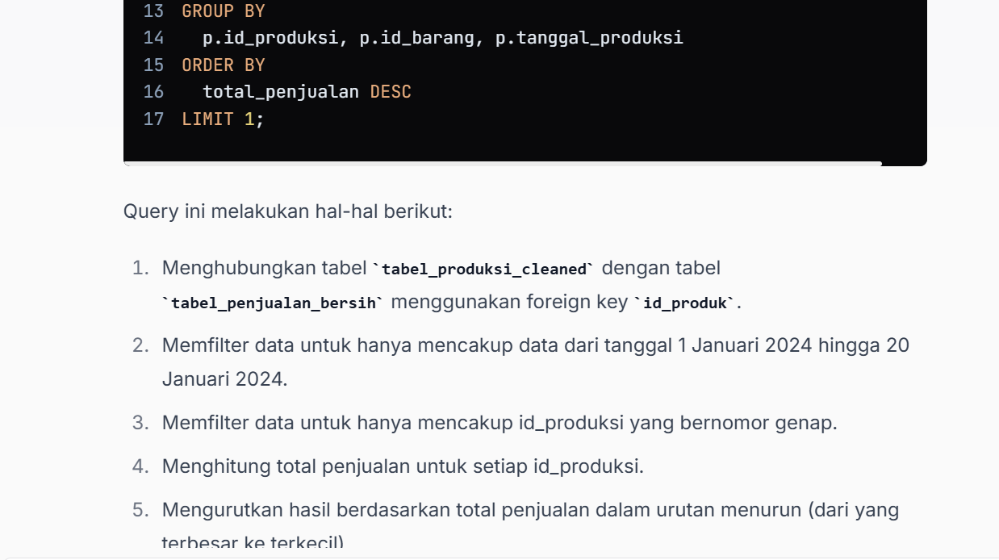 13 GROUP BY
14 p.id_produksi, p.id_barang, p.tanggal_produksi
15 ORDER BY
16 total_penjualan DESC
17 LIMIT 1;
Query ini melakukan hal-hal berikut:
1. Menghubungkan tabel `tabel_produksi_cleaned` dengan tabel
`tabel_penjualan_bersih` menggunakan foreign key `id_produk`.
2. Memfilter data untuk hanya mencakup data dari tanggal 1 Januari 2024 hingga 20
Januari 2024.
3. Memfilter data untuk hanya mencakup id_produksi yang bernomor genap.
4. Menghitung total penjualan untuk setiap id_produksi.
5. Mengurutkan hasil berdasarkan total penjualan dalam urutan menurun (dari yang
terbesar ke terkecil)